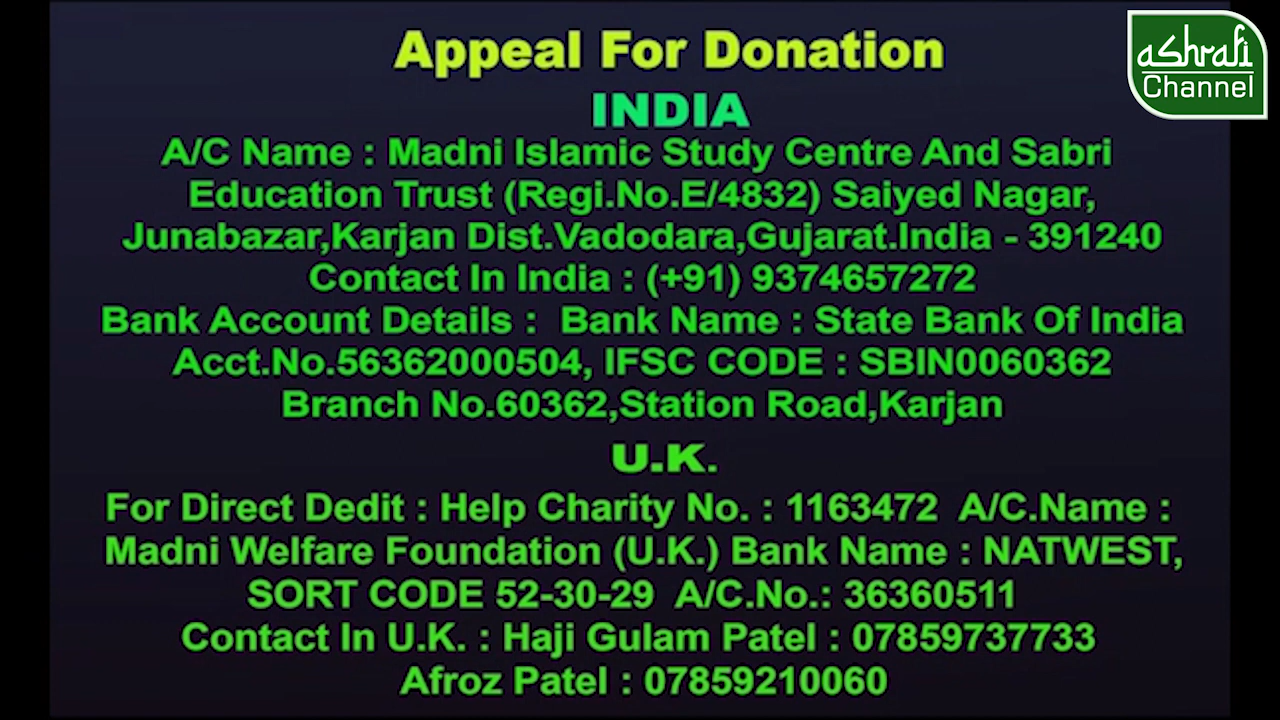 Appeal For Donation
ashrafi
Channel
INDIA
A/C Name : Madni Islamic Study Centre And Sabri
Education Trust (Regi.No.E/4832) Saiyed Nagar,
Junabazar,Karjan Dist.Vadodara,Gujarat.India - 391240
Contact In India : (+91) 9374657272
Bank Account Details :  Bank Name : State Bank Of India
Acct.No.56362000504, IFSC CODE : SBIN0060362
Branch No.60362,Station Road,Karjan
U.K.
For Direct Dedit : Help Charity No. : 1163472  A/C.Name :
Madni Welfare Foundation (U.K.) Bank Name : NATWEST,
SORT CODE 52-30-29  A/C.No.: 36360511
Contact In U.K. : Haji Gulam Patel : 07859737733
Afroz Patel : 07859210060